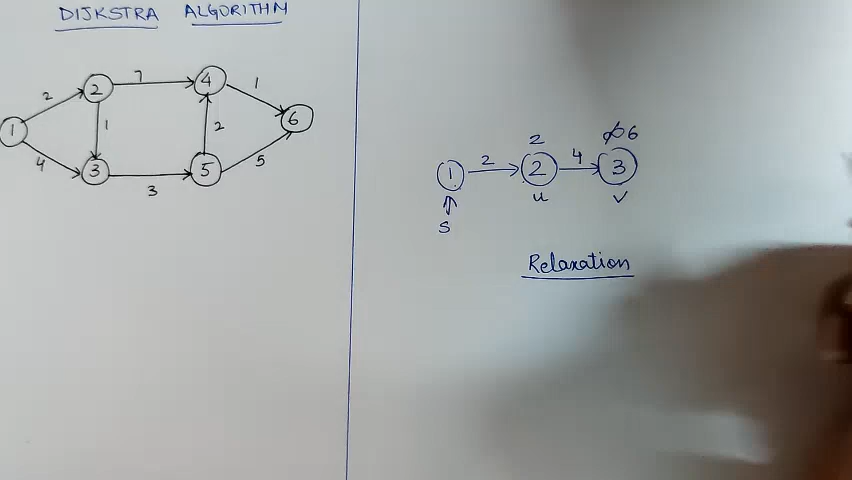 DIJKSTRA ALGORITHM
2 7 4 1
2
1 1 2 6
4 3 5 5
3
2 ∞ 6
1 2 2 4 3
↑ u v
s
Relaxation